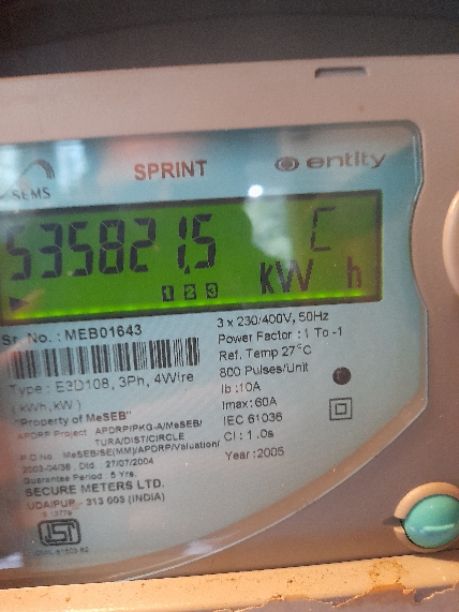 SPRINT
entity
SEMS
535821.5 C
kW h
1 2 3
Sr. No. : MEB01643
Type : E3D108, 3Ph, 4Wire
(kWh, kW)
"Property of MeSEB"
APDRP Project APDRP/PKG-A/MeSEB/
TURA/DIST/CIRCLE
P.O No. MeSEB/SE(MM)/APDRP/Valuation/
2003-04/36 , Dtd. 27/07/2004
Guarantee Period : 5 Yrs.
SECURE METERS LTD.
UDAIPUR - 313 003 (INDIA)
3 x 230/400V, 50Hz
Power Factor : 1 To -1
Ref. Temp 27°C
800 Pulses/Unit
Ib :10A
Imax: 60A
IEC 61036
Cl : 1.0s
Year :2005